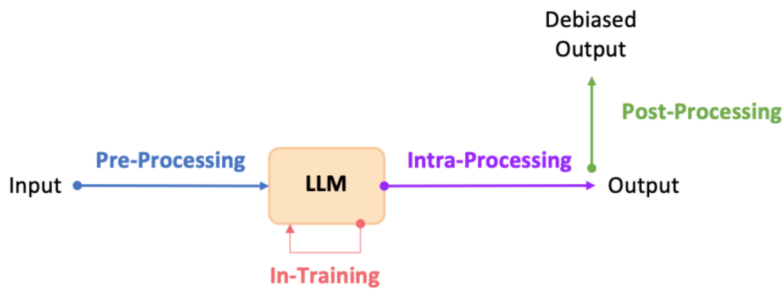 Debiased
Output
Post-Processing
Pre-Processing
Intra-Processing
Input
LLM
Output
In-Training